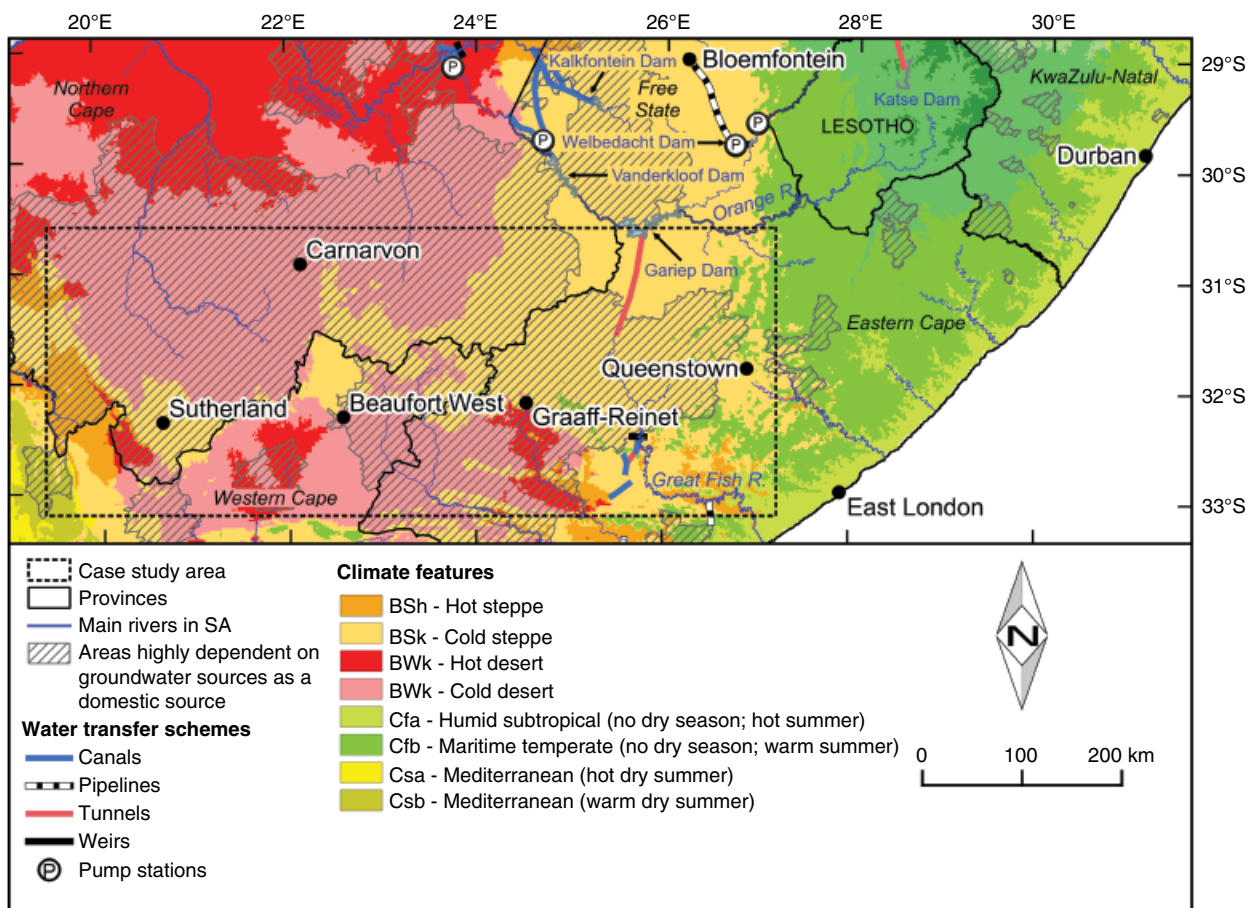 20°E 22°E 24°E 26°E 28°E 30°E
29°S
30°S
31°S
32°S
33°S
Northern
Cape
Orange
P
Kalkfontein Dam
Bloemfontein
Free
State
Katse Dam
KwaZulu-Natal
P
P
P
Welbedacht Dam
LESOTHO
Durban
Vanderkloof Dam
Orange R.
Carnarvon
Gariep Dam
Eastern Cape
Queenstown
Sutherland
Beaufort West
Graaff-Reinet
Western Cape
Great Fish R.
East London
Case study area
Provinces
Main rivers in SA
Areas highly dependent on
groundwater sources as a
domestic source
Water transfer schemes
Canals
Pipelines
Tunnels
Weirs
P Pump stations
Climate features
BSh - Hot steppe
BSk - Cold steppe
BWk - Hot desert
BWk - Cold desert
Cfa - Humid subtropical (no dry season; hot summer)
Cfb - Maritime temperate (no dry season; warm summer)
Csa - Mediterranean (hot dry summer)
Csb - Mediterranean (warm dry summer)
N
0 100 200 km